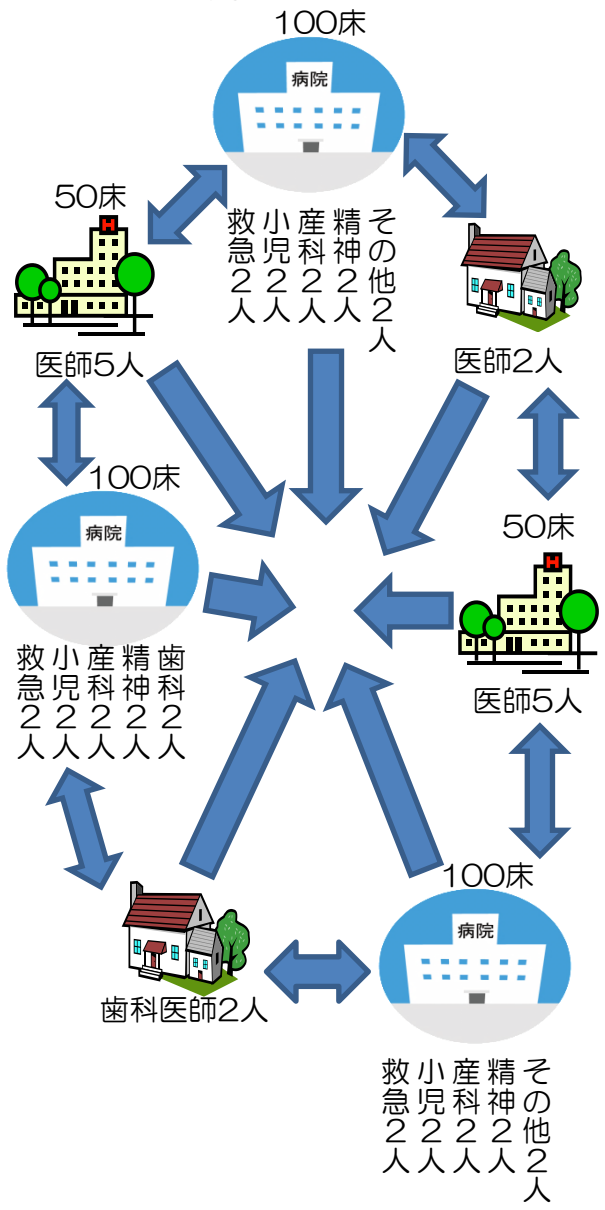 100床
病院
救急２人
小児２人
産科２人
精神２人
その他２人
50床
H
医師5人
医師2人
100床
病院
救急２人
小児２人
産科２人
精神２人
歯科２人
50床
H
医師5人
歯科医師2人
100床
病院
救急２人
小児２人
産科２人
精神２人
その他２人